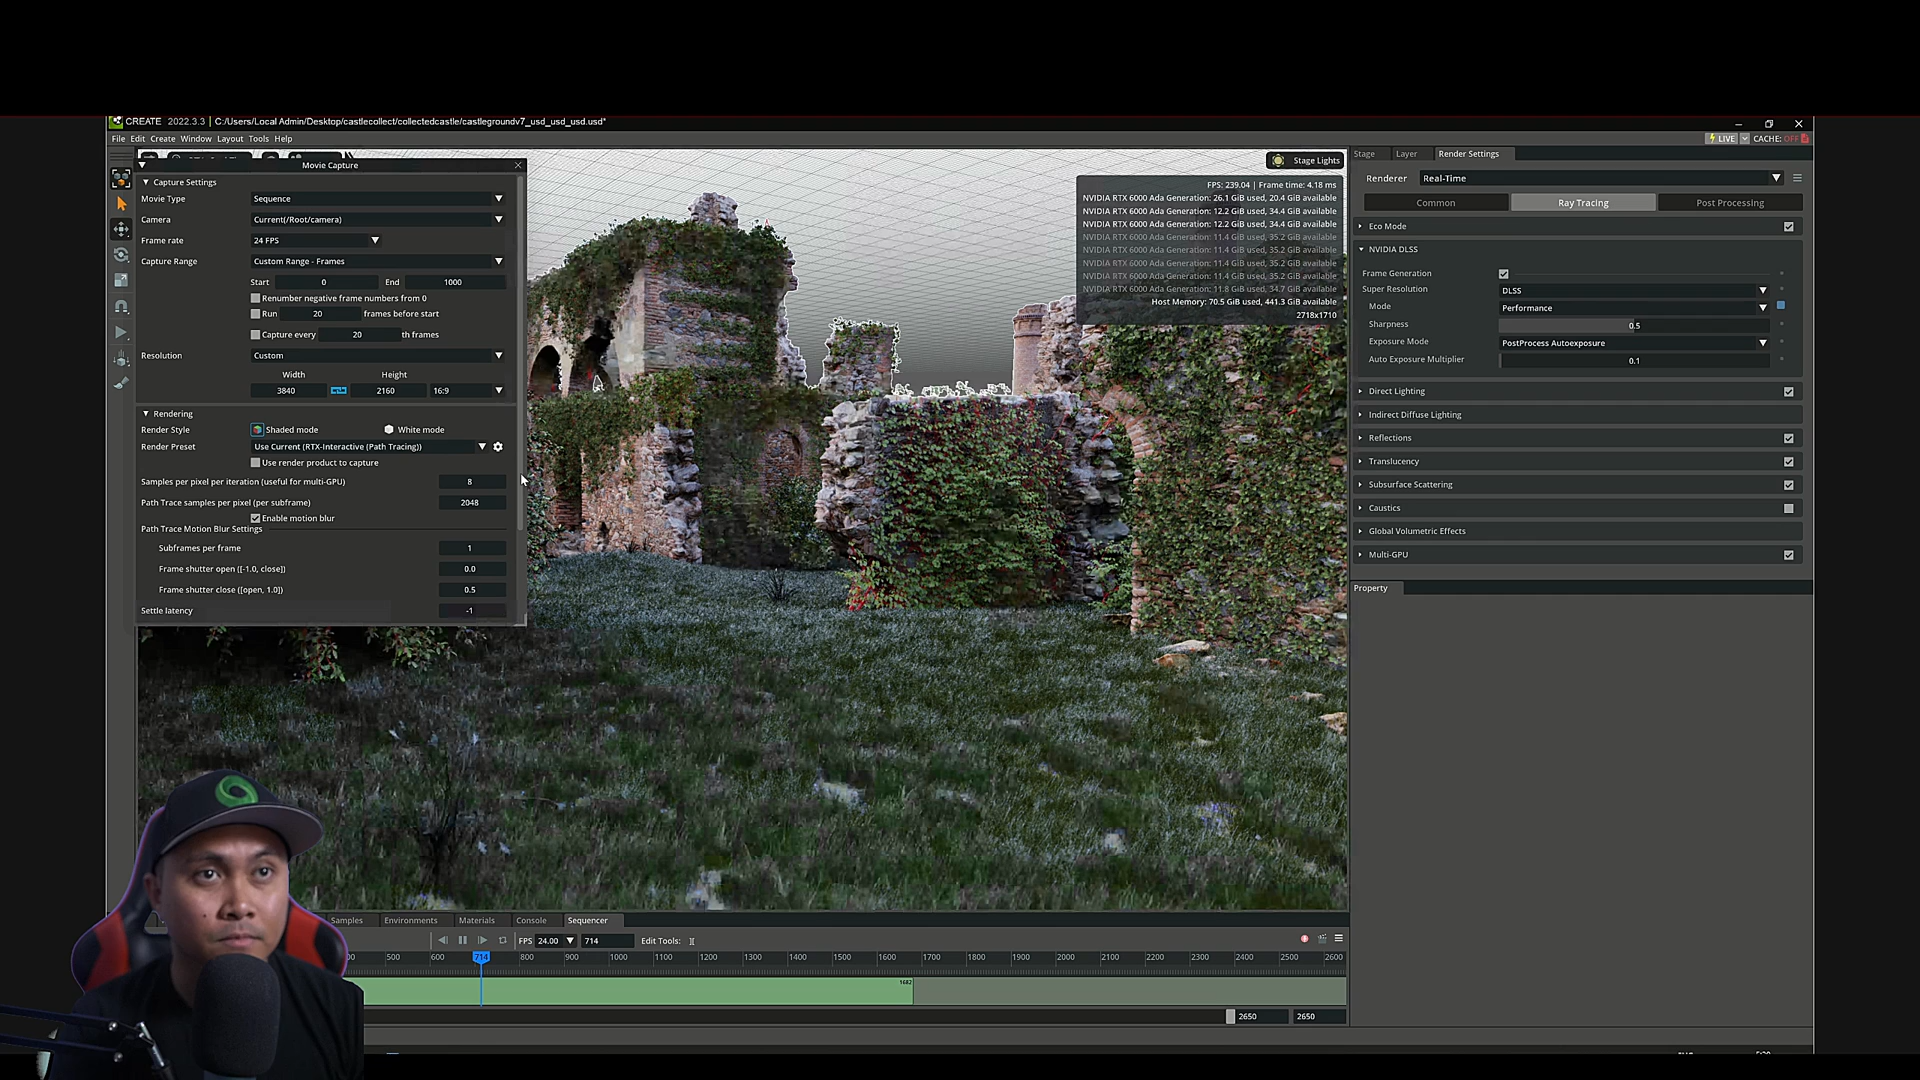 CREATE 2022.3.3 | C:/Users/Local Admin/Desktop/castlecollect/collectedcastle/castlegroundv7_usd_usd_usd.usd*
File Edit Create Window Layout Tools Help
LIVE CACHE: OFF
Movie Capture
Capture Settings
Movie Type Sequence
Camera Current(/Root/camera)
Frame rate 24 FPS
Capture Range Custom Range - Frames
Start 0 End 1000
Renumber negative frame numbers from 0
Run 20 frames before start
Capture every 20 th frames
Resolution Custom
Width Height
3840 2160 16:9
Rendering
Render Style Shaded mode White mode
Render Preset Use Current (RTX-Interactive (Path Tracing))
Use render product to capture
Samples per pixel per iteration (useful for multi-GPU) 8
Path Trace samples per pixel (per subframe) 2048
Enable motion blur
Path Trace Motion Blur Settings
Subframes per frame 1
Frame shutter open ([-1.0, close]) 0.0
Frame shutter close ([open, 1.0]) 0.5
Settle latency -1
Stage Lights
FPS: 239.04 | Frame time: 4.18 ms
NVIDIA RTX 6000 Ada Generation: 26.1 GiB used, 20.4 GiB available
NVIDIA RTX 6000 Ada Generation: 12.2 GiB used, 34.4 GiB available
NVIDIA RTX 6000 Ada Generation: 12.2 GiB used, 34.4 GiB available
NVIDIA RTX 6000 Ada Generation: 11.4 GiB used, 35.2 GiB available
NVIDIA RTX 6000 Ada Generation: 11.4 GiB used, 35.2 GiB available
NVIDIA RTX 6000 Ada Generation: 11.4 GiB used, 35.2 GiB available
NVIDIA RTX 6000 Ada Generation: 11.4 GiB used, 35.2 GiB available
NVIDIA RTX 6000 Ada Generation: 11.8 GiB used, 34.7 GiB available
Host Memory: 70.5 GiB used, 441.3 GiB available
2718x1710
Stage Layer Render Settings
Renderer Real-Time
Common Ray Tracing Post Processing
Eco Mode
NVIDIA DLSS
Frame Generation
Super Resolution DLSS
Mode Performance
Sharpness 0.5
Exposure Mode PostProcess Autoexposure
Auto Exposure Multiplier 0.1
Direct Lighting
Indirect Diffuse Lighting
Reflections
Translucency
Subsurface Scattering
Caustics
Global Volumetric Effects
Multi-GPU
Property
Samples Environments Materials Console Sequencer
FPS 24.00 714 Edit Tools:
500 600 714 800 900 1000 1100 1200 1300 1400 1500 1600 1700 1800 1900 2000 2100 2200 2300 2400 2500 2600
1682
2650 2650